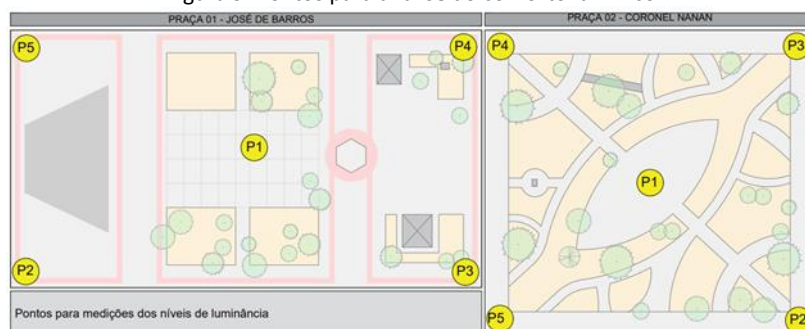 PRAÇA 01 - JOSÉ DE BARROS
PRAÇA 02 - CORONEL NANAN
P5
P4
P1
P2
P3
P4
P3
P1
P5
P2
Pontos para medições dos níveis de luminância